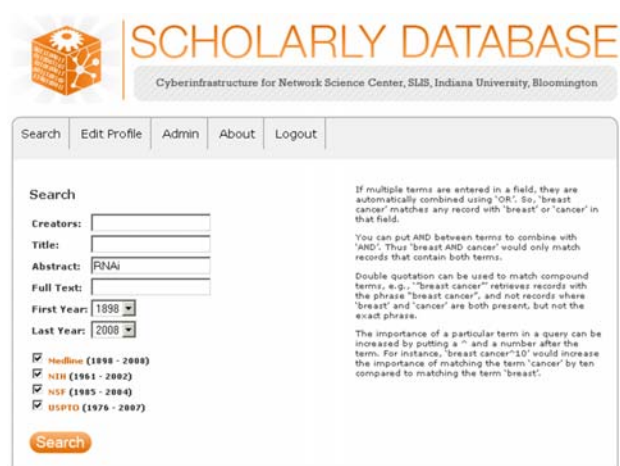 SCHOLARLY DATABASE
Cyberinfrastructure for Network Science Center, SLIS, Indiana University, Bloomington
Search Edit Profile Admin About Logout
Search
Creators:
Title:
Abstract: RNAi
Full Text:
First Year: 1898
Last Year: 2008
Medline (1898 - 2008)
NIH (1961 - 2002)
NSF (1985 - 2004)
USPTO (1976 - 2007)
Search
If multiple terms are entered in a field, they are
automatically combined using 'OR'. So, 'breast
cancer' matches any record with 'breast' or 'cancer' in
that field.
You can put AND between terms to combine with
'AND'. Thus 'breast AND cancer' would only match
records that contain both terms.
Double quotation can be used to match compound
terms, e.g., '"breast cancer"' retrieves records with
the phrase "breast cancer", and not records where
'breast' and 'cancer' are both present, but not the
exact phrase.
The importance of a particular term in a query can be
increased by putting a ^ and a number after the
term. For instance, 'breast cancer^10' would increase
the importance of matching the term 'cancer' by ten
compared to matching the term 'breast'.